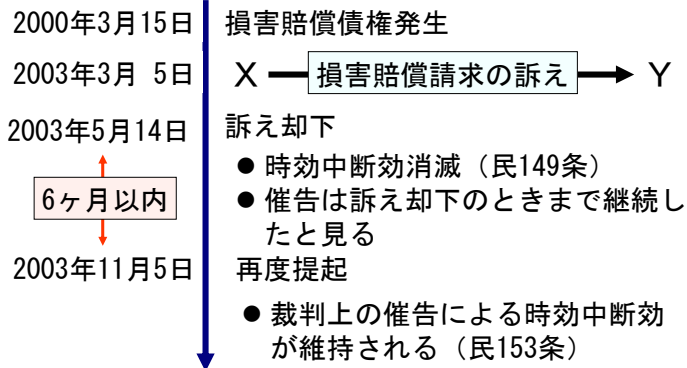 2000年3月15日 損害賠償債権発生
2003年3月 5日 X 損害賠償請求の訴え Y
2003年5月14日 訴え却下
● 時効中断効消滅（民149条）
6ヶ月以内
● 催告は訴え却下のときまで継続し
たと見る
2003年11月5日 再度提起
● 裁判上の催告による時効中断効
が維持される（民153条）